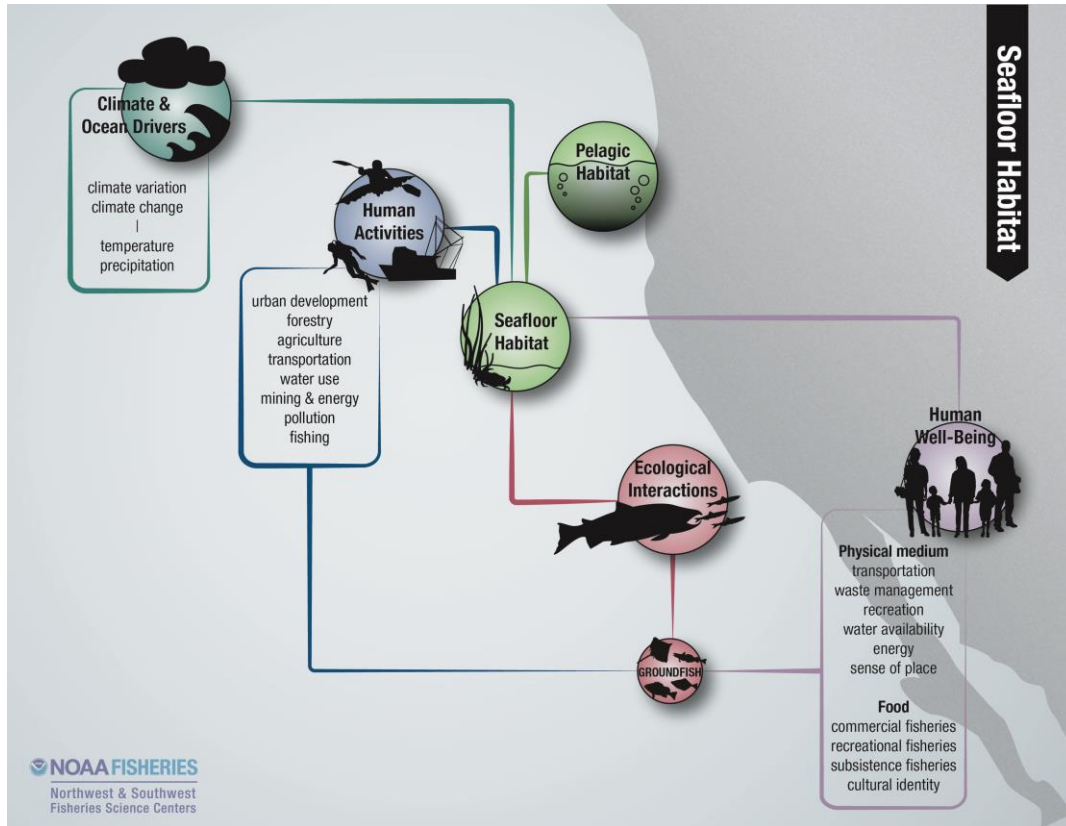 Seafloor Habitat
Climate &
Ocean Drivers
climate variation
climate change
temperature
precipitation
Human
Activities
urban development
forestry
agriculture
transportation
water use
mining & energy
pollution
fishing
Pelagic
Habitat
Seafloor
Habitat
Ecological
Interactions
GROUNDFISH
Human
Well-Being
Physical medium
transportation
waste management
recreation
water availability
energy
sense of place
Food
commercial fisheries
recreational fisheries
subsistence fisheries
cultural identity
NOAA FISHERIES
Northwest & Southwest
Fisheries Science Centers